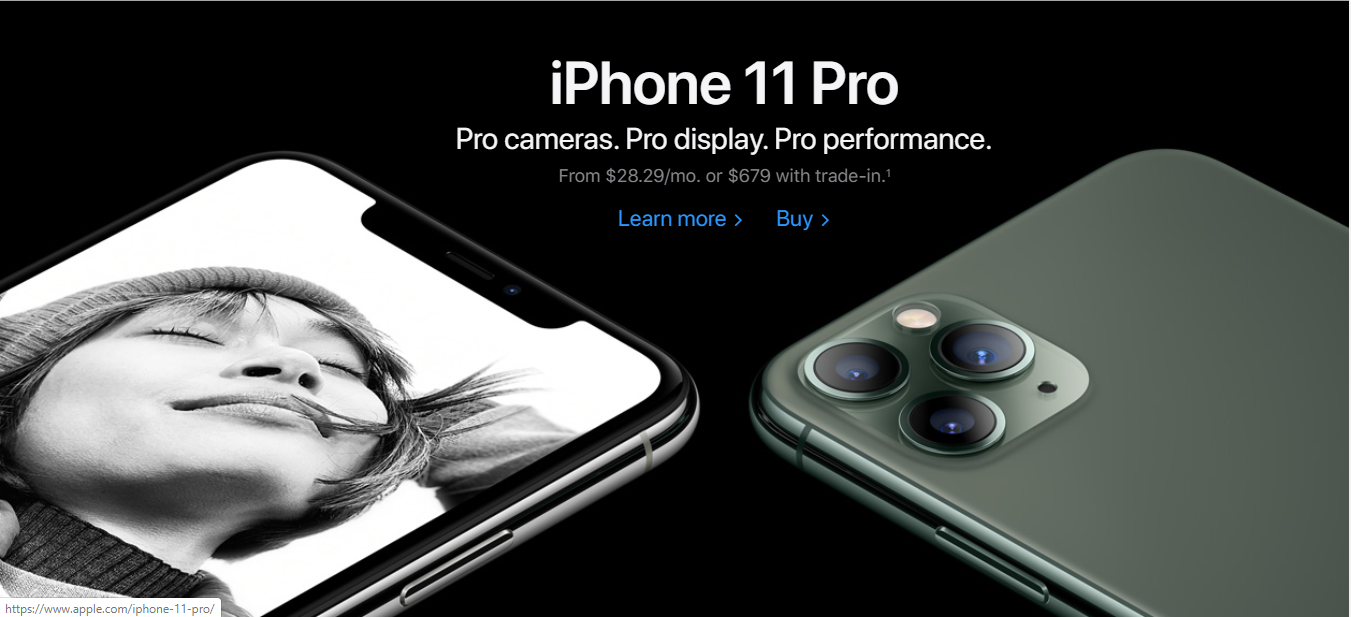 iPhone 11 Pro
Pro cameras. Pro display. Pro performance.
From $28.29/mo. or $679 with trade-in.¹
Learn more > Buy >
https://www.apple.com/iphone-11-pro/